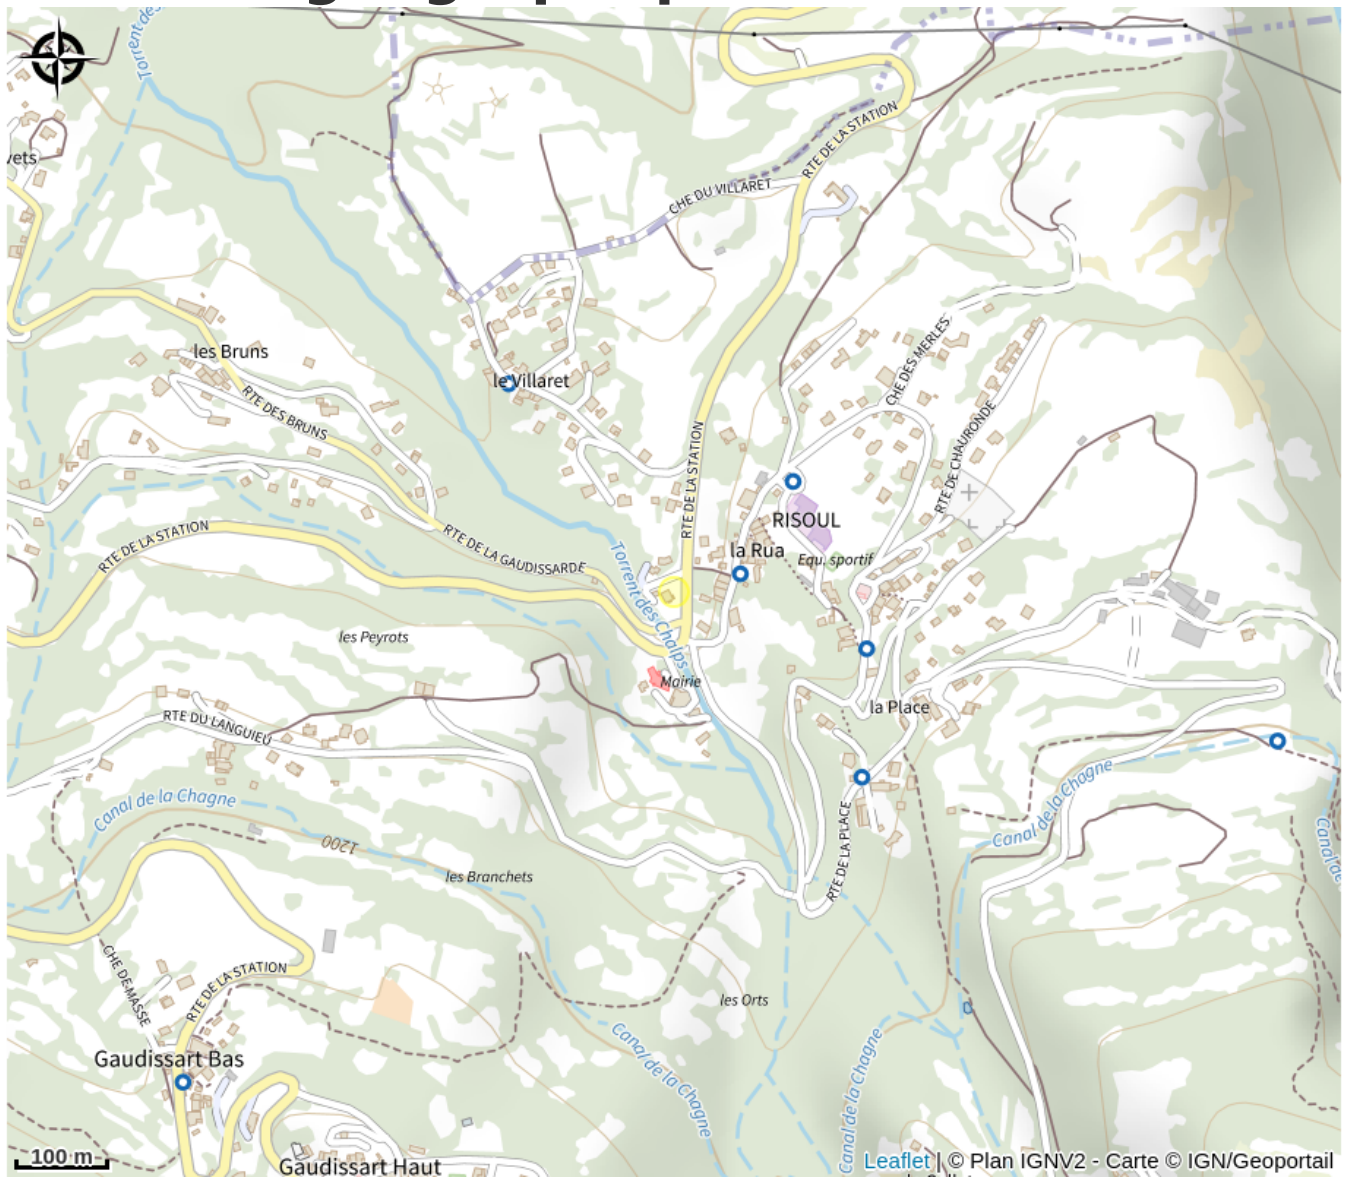 Torrent des
vets
RTE DE LA STATION
CHE DU VILLARET
les Bruns
le Villaret
CHE DES MERLES
RTE DES BRUNS
RTE DE CHAURONDE
RTE DE LA STATION
RISOUL
la Rua
Equ. sportif
RTE DE LA STATION
RTE DE LA GAUDISSARDE
Torrent des Chalps
les Peyrots
Mairie
la Place
RTE DU LANGUIEU
Canal de la Chagne
Canal de la Chagne
Canal de
1200
les Branchets
RTE DE LA PLACE
CHE DE MASSE
RTE DE LA STATION
les Orts
Canal de la Chagne
Canal de la Chagne
Gaudissart Bas
100 m
Gaudissart Haut
Leaflet | © Plan IGNV2 - Carte © IGN/Geoportail